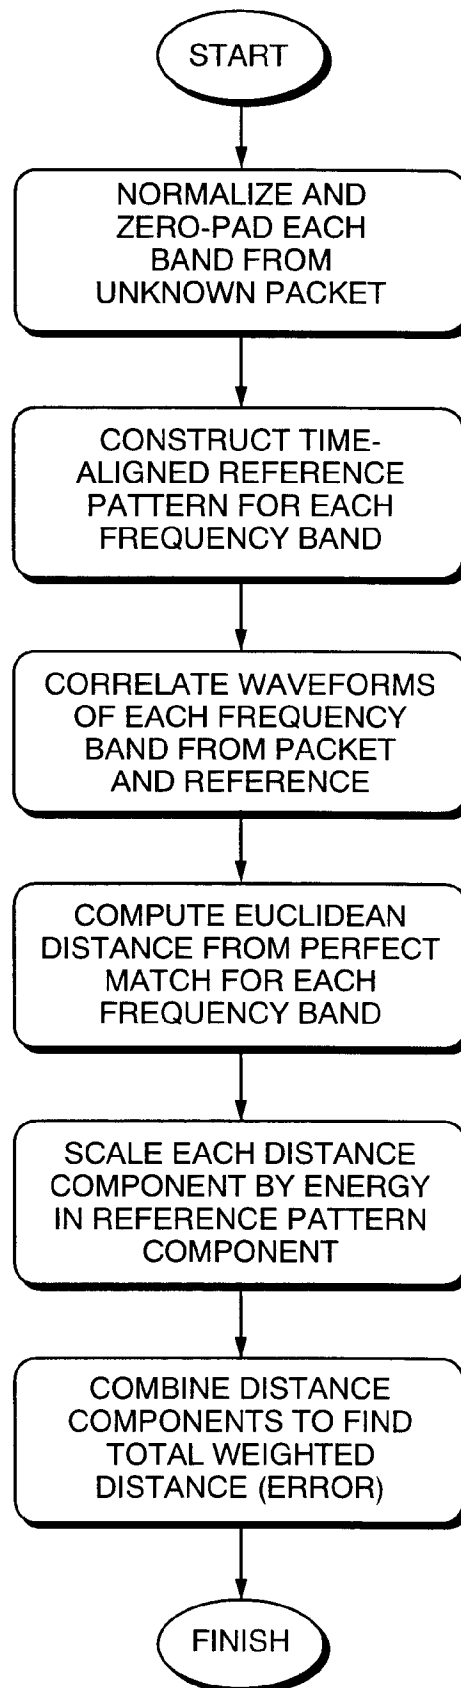 START
NORMALIZE AND
ZERO-PAD EACH
BAND FROM
UNKNOWN PACKET
CONSTRUCT TIME-
ALIGNED REFERENCE
PATTERN FOR EACH
FREQUENCY BAND
CORRELATE WAVEFORMS
OF EACH FREQUENCY
BAND FROM PACKET
AND REFERENCE
COMPUTE EUCLIDEAN
DISTANCE FROM PERFECT
MATCH FOR EACH
FREQUENCY BAND
SCALE EACH DISTANCE
COMPONENT BY ENERGY
IN REFERENCE PATTERN
COMPONENT
COMBINE DISTANCE
COMPONENTS TO FIND
TOTAL WEIGHTED
DISTANCE (ERROR)
FINISH